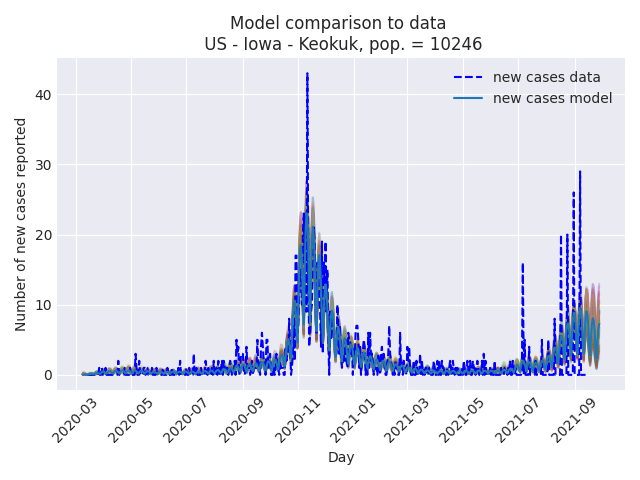 Model comparison to data
US - Iowa - Keokuk, pop. = 10246
new cases data
new cases model
Number of new cases reported
40
30
20
10
0
2020-03
2020-05
2020-07
2020-09
2020-11
2021-01
2021-03
2021-05
2021-07
2021-09
Day